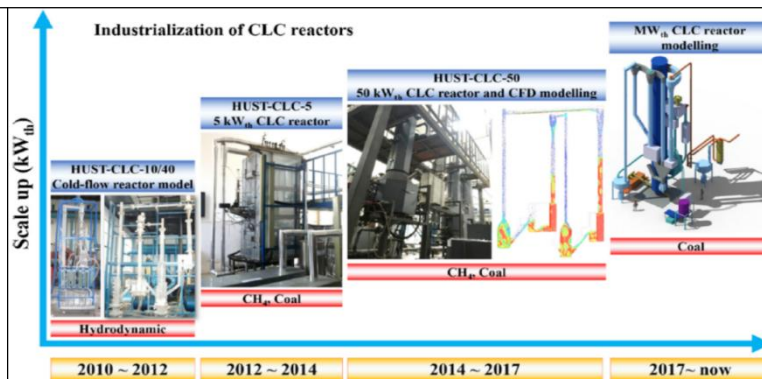 Industrialization of CLC reactors
MWth CLC reactor
modelling
HUST-CLC-50
50 kWth CLC reactor and CFD modelling
HUST-CLC-5
5 kWth CLC reactor
HUST-CLC-10/40
Cold-flow reactor model
Scale up (kWth)
Coal
CH4, Coal
CH4, Coal
Hydrodynamic
2010 ~ 2012
2012 ~ 2014
2014 ~ 2017
2017~ now